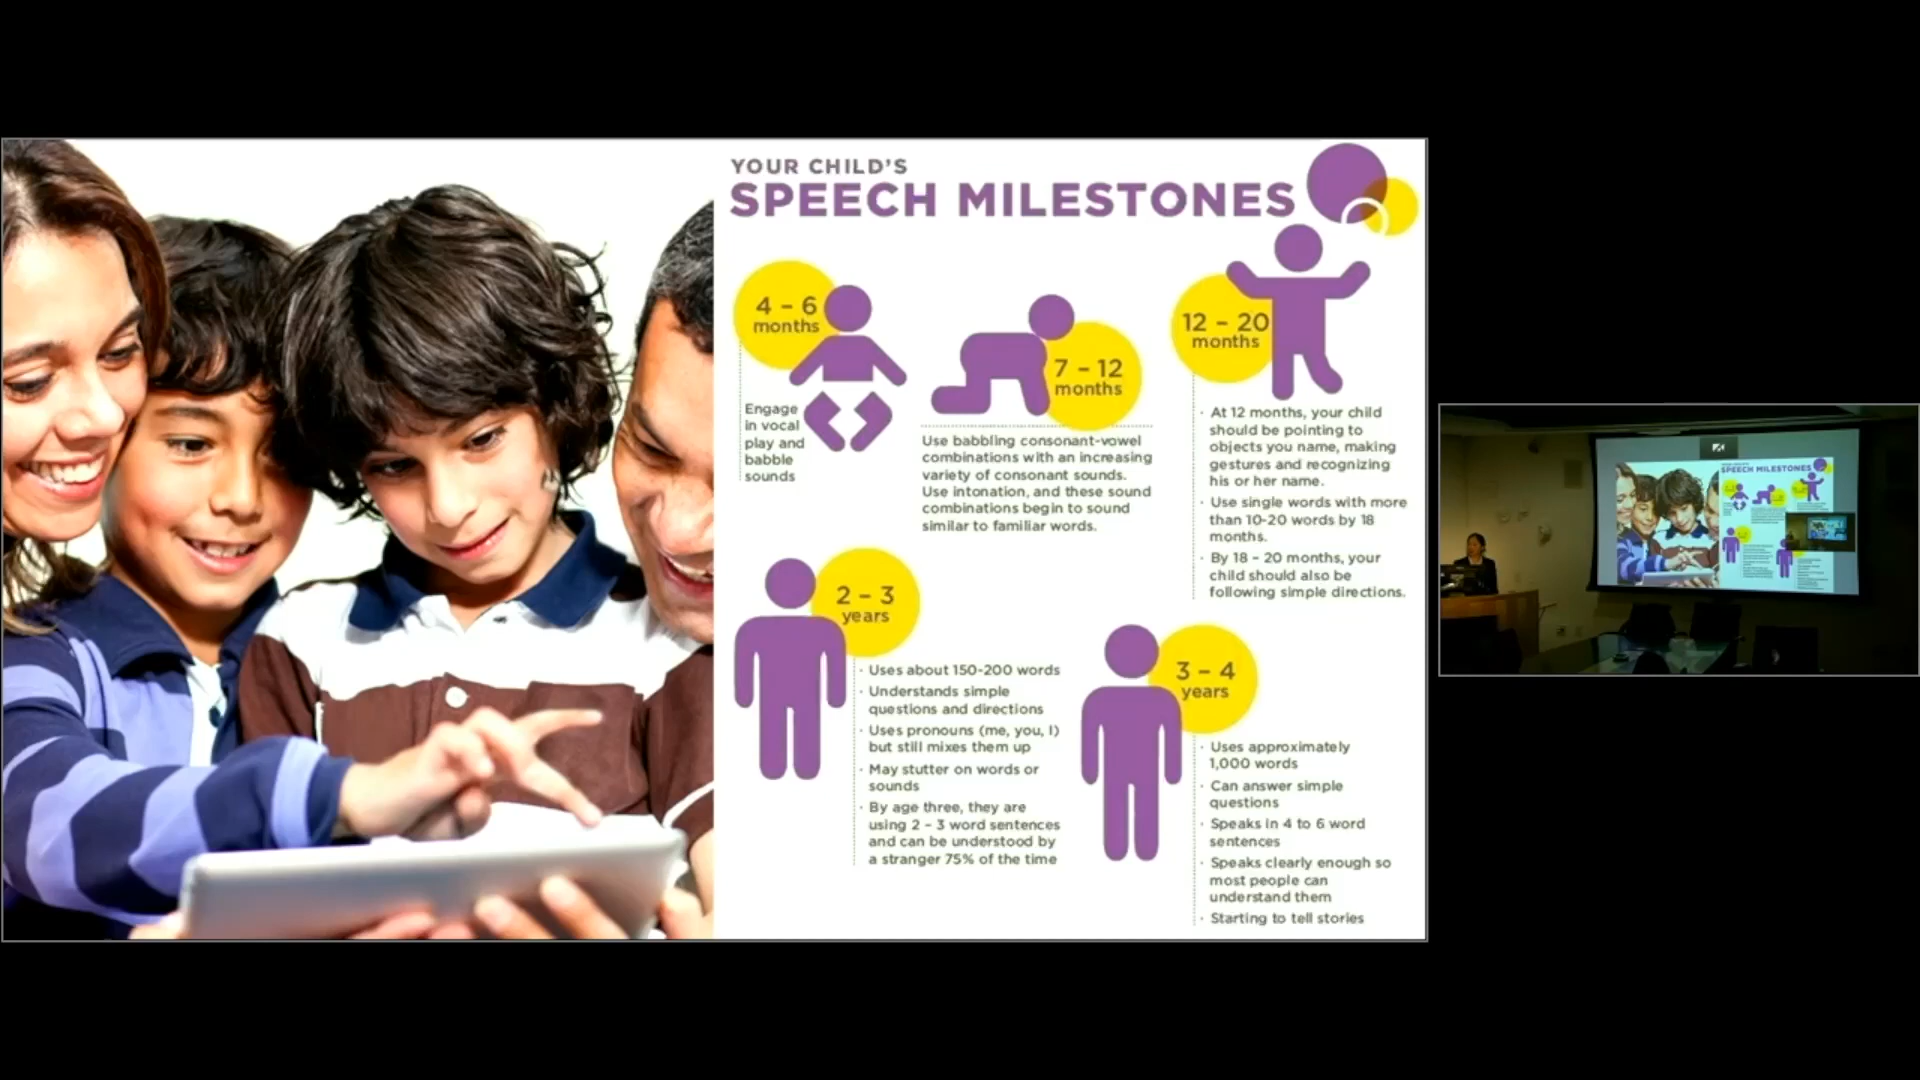 YOUR CHILD'S
SPEECH MILESTONES
4 – 6
months
Engage
in vocal
play and
babble
sounds
7 – 12
months
Use babbling consonant-vowel
combinations with an increasing
variety of consonant sounds.
Use intonation, and these sound
combinations begin to sound
similar to familiar words.
12 – 20
months
· At 12 months, your child
should be pointing to
objects you name, making
gestures and recognizing
his or her name.
· Use single words with more
than 10-20 words by 18
months.
· By 18 – 20 months, your
child should also be
following simple directions.
2 – 3
years
· Uses about 150-200 words
· Understands simple
questions and directions
· Uses pronouns (me, you, I)
but still mixes them up
· May stutter on words or
sounds
· By age three, they are
using 2 – 3 word sentences
and can be understood by
a stranger 75% of the time
3 – 4
years
· Uses approximately
1,000 words
· Can answer simple
questions
· Speaks in 4 to 6 word
sentences
· Speaks clearly enough so
most people can
understand them
· Starting to tell stories
SPEECH MILESTONES